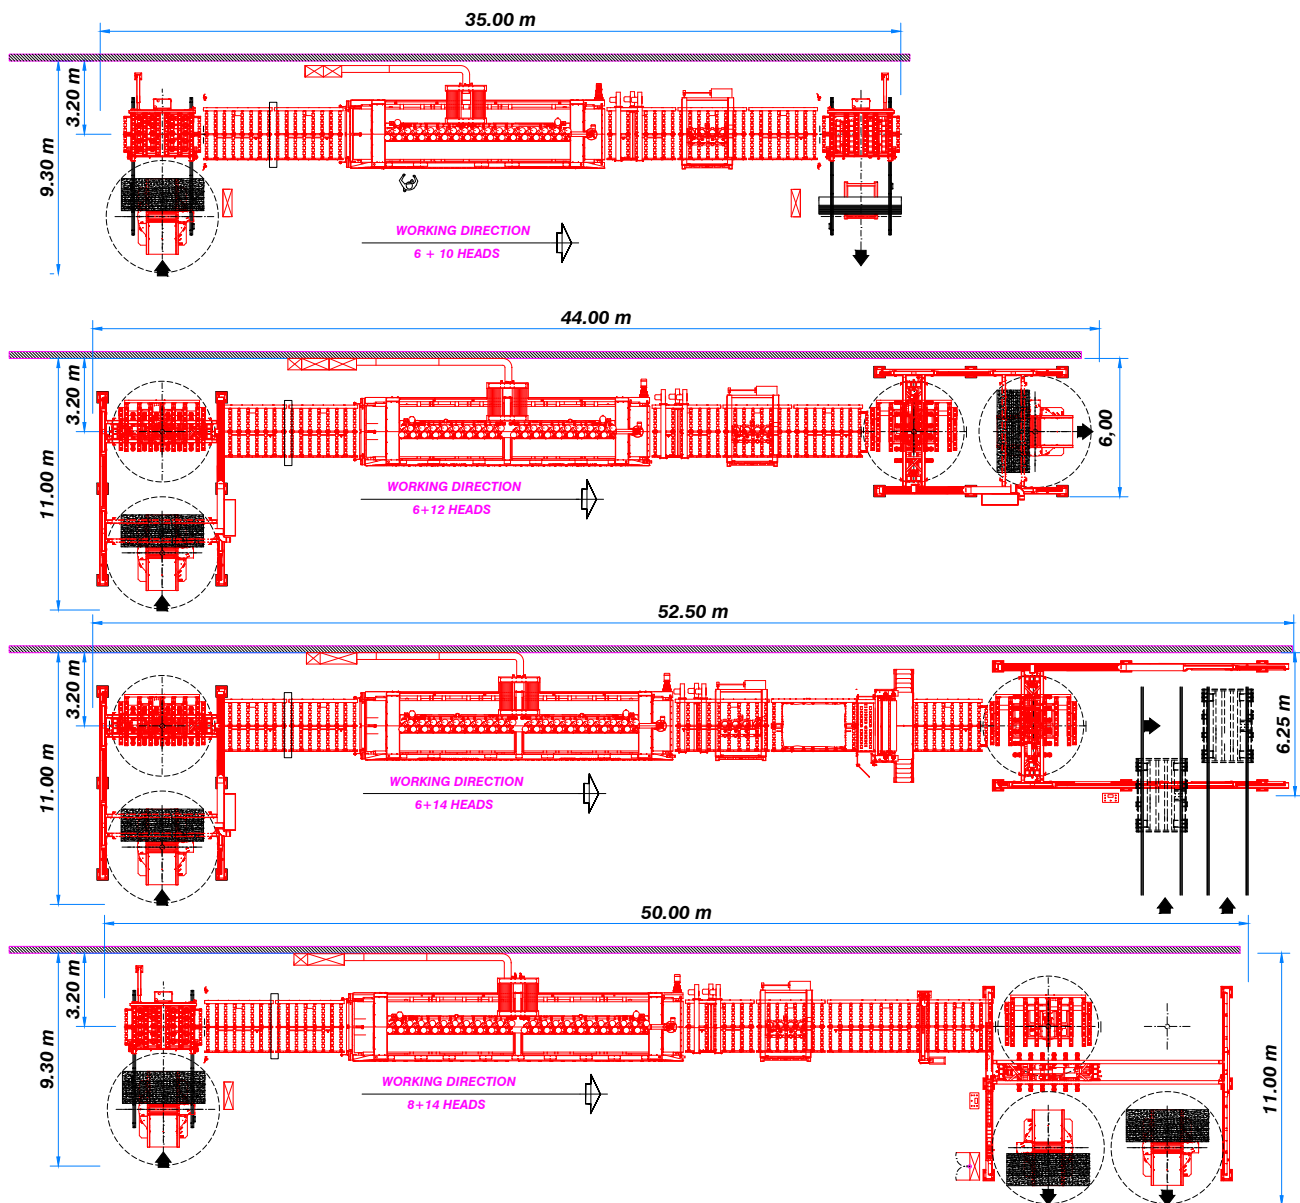 35.00 m
3.20 m
9.30 m
WORKING DIRECTION
6 + 10 HEADS
44.00 m
3.20 m
11.00 m
6,00
WORKING DIRECTION
6+12 HEADS
52.50 m
3.20 m
11.00 m
6.25 m
WORKING DIRECTION
6+14 HEADS
50.00 m
3.20 m
9.30 m
11.00 m
WORKING DIRECTION
8+14 HEADS